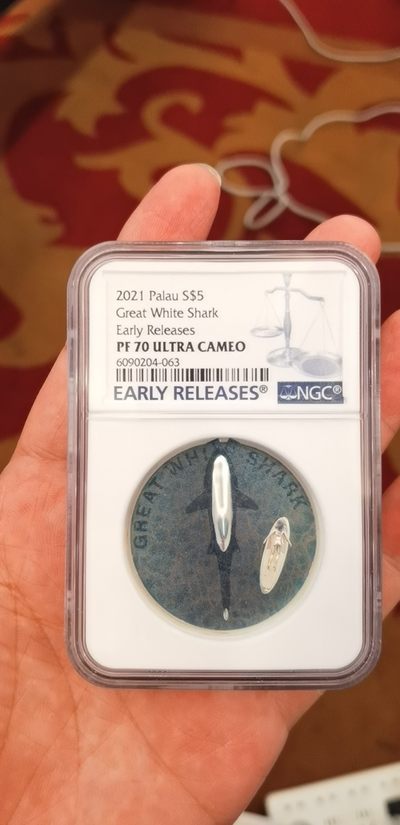 2021 Palau S$5
Great White Shark
Early Releases
PF 70 ULTRA CAMEO
6090204-063
EARLY RELEASES®
NGC®
GREAT WHITE SHARK